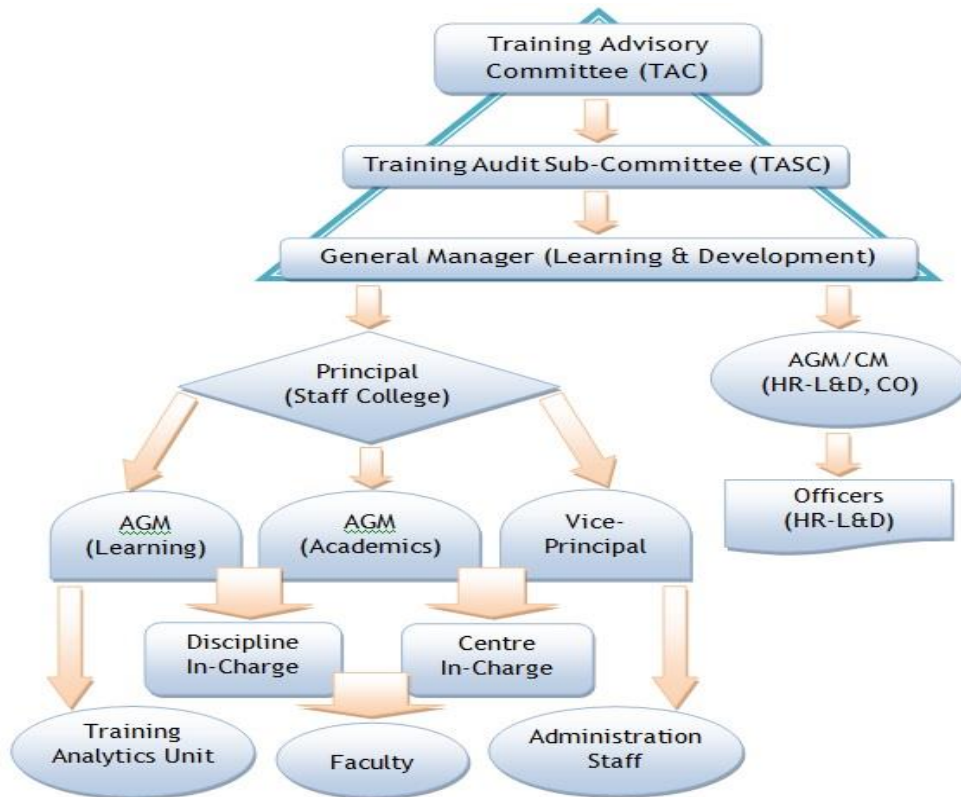 Training Advisory
Committee (TAC)
Training Audit Sub-Committee (TASC)
General Manager (Learning & Development)
Principal
(Staff College)
AGM/CM
(HR-L&D, CO)
Officers
(HR-L&D)
AGM
(Learning)
AGM
(Academics)
Vice-
Principal
Discipline
In-Charge
Centre
In-Charge
Training
Analytics Unit
Faculty
Administration
Staff